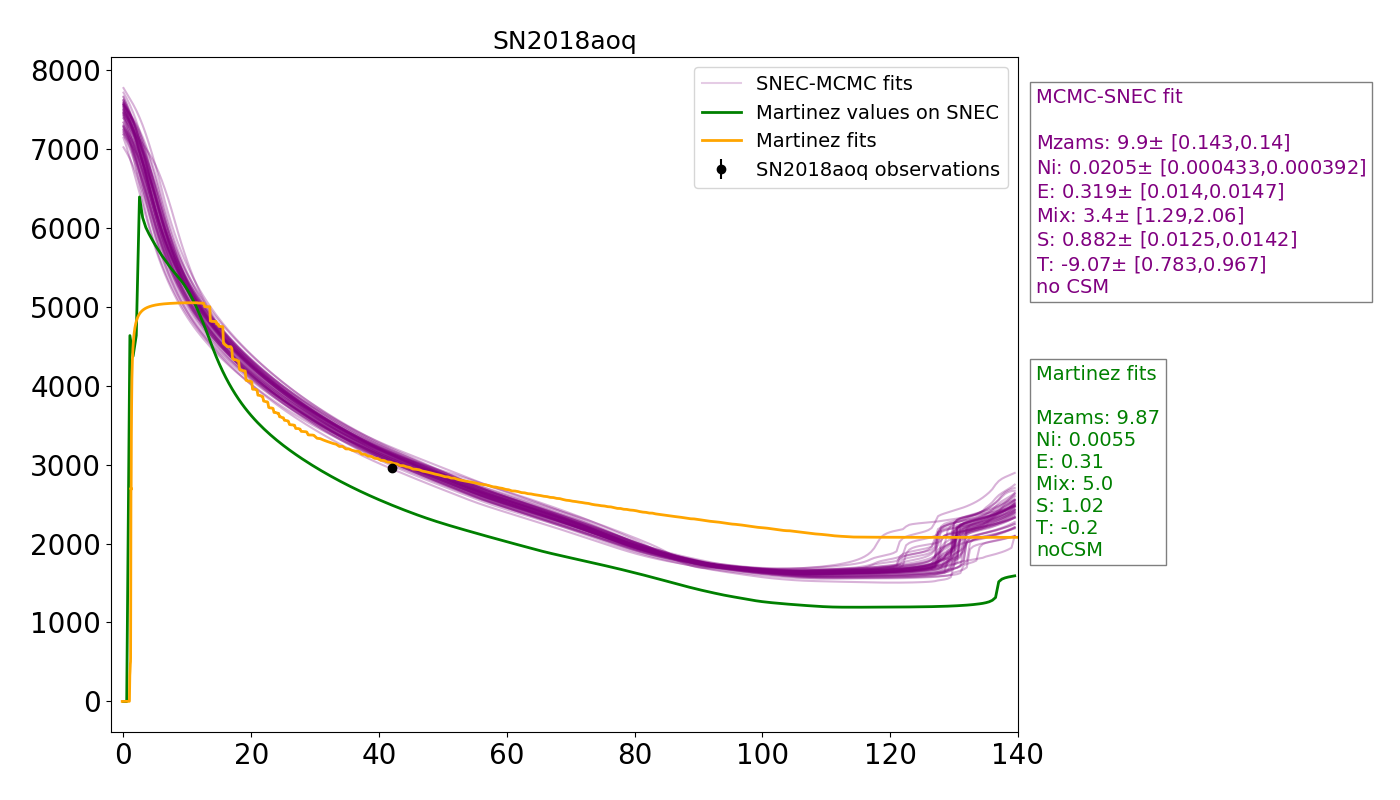 SN2018aoq
8000
7000
6000
5000
4000
3000
2000
1000
0
0 20 40 60 80 100 120 140
SNEC-MCMC fits
Martinez values on SNEC
Martinez fits
SN2018aoq observations
MCMC-SNEC fit
Mzams: 9.9± [0.143,0.14]
Ni: 0.0205± [0.000433,0.000392]
E: 0.319± [0.014,0.0147]
Mix: 3.4± [1.29,2.06]
S: 0.882± [0.0125,0.0142]
T: -9.07± [0.783,0.967]
no CSM
Martinez fits
Mzams: 9.87
Ni: 0.0055
E: 0.31
Mix: 5.0
S: 1.02
T: -0.2
noCSM